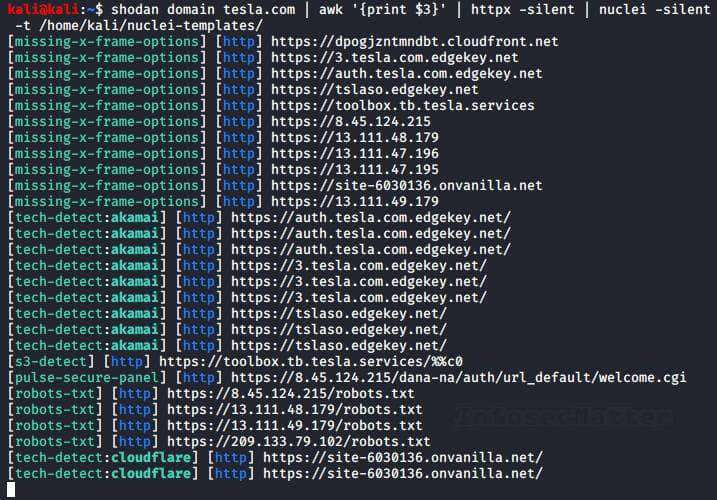 kali@kali:~$ shodan domain tesla.com | awk '{print $3}' | httpx -silent | nuclei -silent
-t /home/kali/nuclei-templates/
[missing-x-frame-options] [http] https://dpogjzntmndbt.cloudfront.net
[missing-x-frame-options] [http] https://3.tesla.com.edgekey.net
[missing-x-frame-options] [http] https://auth.tesla.com.edgekey.net
[missing-x-frame-options] [http] https://tslaso.edgekey.net
[missing-x-frame-options] [http] https://toolbox.tb.tesla.services
[missing-x-frame-options] [http] https://8.45.124.215
[missing-x-frame-options] [http] https://13.111.48.179
[missing-x-frame-options] [http] https://13.111.47.196
[missing-x-frame-options] [http] https://13.111.47.195
[missing-x-frame-options] [http] https://site-6030136.onvanilla.net
[missing-x-frame-options] [http] https://13.111.49.179
[tech-detect:akamai] [http] https://auth.tesla.com.edgekey.net/
[tech-detect:akamai] [http] https://auth.tesla.com.edgekey.net/
[tech-detect:akamai] [http] https://auth.tesla.com.edgekey.net/
[tech-detect:akamai] [http] https://3.tesla.com.edgekey.net/
[tech-detect:akamai] [http] https://3.tesla.com.edgekey.net/
[tech-detect:akamai] [http] https://3.tesla.com.edgekey.net/
[tech-detect:akamai] [http] https://tslaso.edgekey.net/
[tech-detect:akamai] [http] https://tslaso.edgekey.net/
[tech-detect:akamai] [http] https://tslaso.edgekey.net/
[s3-detect] [http] https://toolbox.tb.tesla.services/%%c0
[pulse-secure-panel] [http] https://8.45.124.215/dana-na/auth/url_default/welcome.cgi
[robots-txt] [http] https://8.45.124.215/robots.txt
[robots-txt] [http] https://13.111.48.179/robots.txt
[robots-txt] [http] https://13.111.49.179/robots.txt
[robots-txt] [http] https://209.133.79.102/robots.txt
[tech-detect:cloudflare] [http] https://site-6030136.onvanilla.net/
[tech-detect:cloudflare] [http] https://site-6030136.onvanilla.net/
InfosecMatter